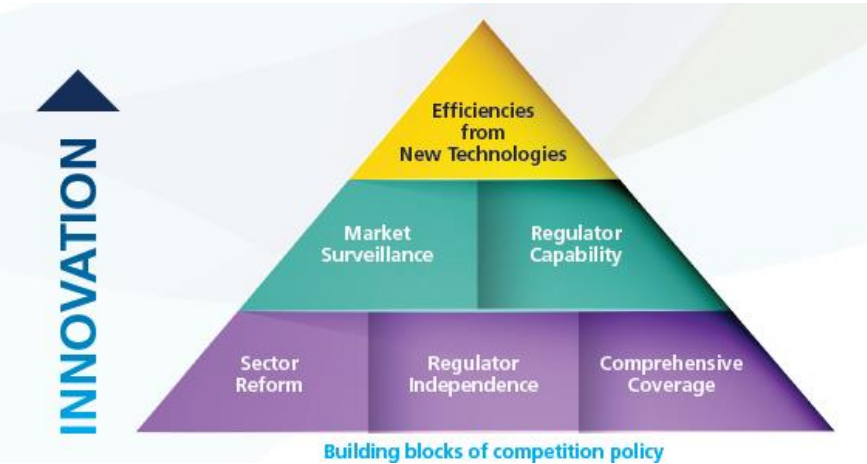 INNOVATION
Efficiencies
from
New Technologies
Market
Surveillance
Regulator
Capability
Sector
Reform
Regulator
Independence
Comprehensive
Coverage
Building blocks of competition policy